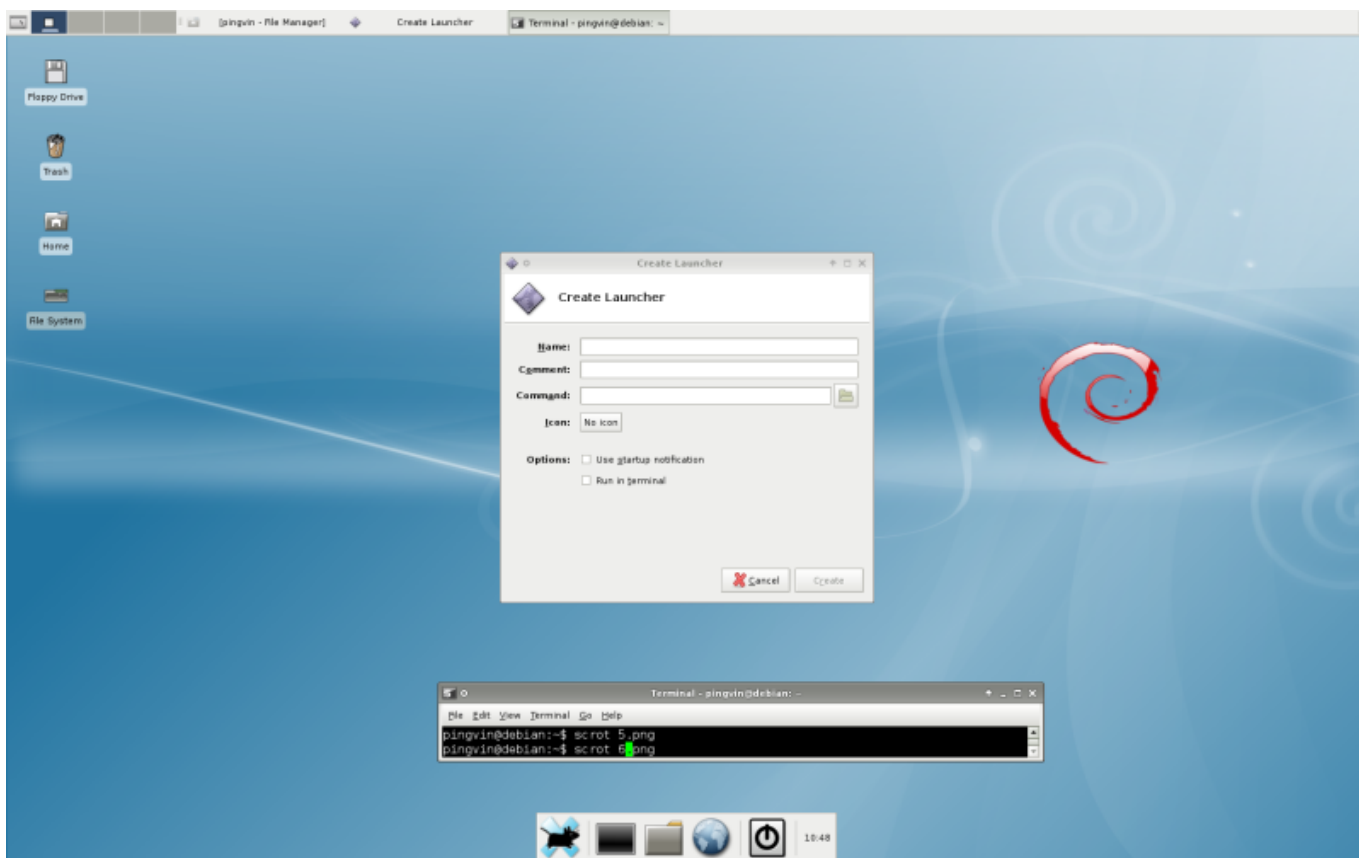 [pingvin - File Manager]
Create Launcher
Terminal - pingvin@debian: ~
Floppy Drive
Trash
Home
File System
Create Launcher
Create Launcher
Name:
Comment:
Command:
Icon: No icon
Options: Use startup notification
Run in terminal
Cancel Create
Terminal - pingvin@debian: ~
File Edit View Terminal Go Help
pingvin@debian:~$ scrot 5.png
pingvin@debian:~$ scrot 6.png
10:48